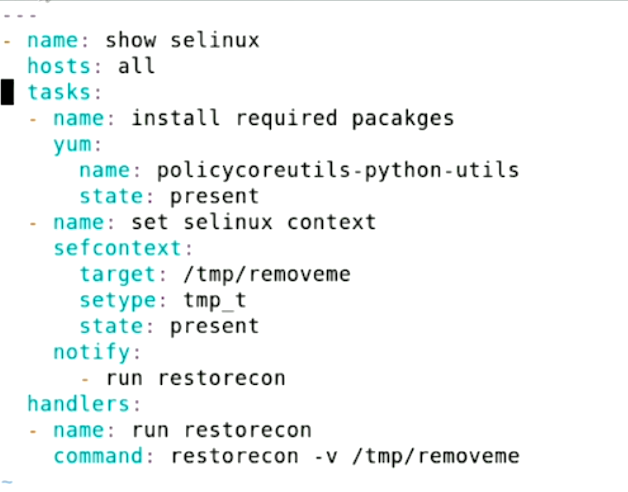 ---
- name: show selinux
  hosts: all
  tasks:
  - name: install required pacakges
    yum:
      name: policycoreutils-python-utils
      state: present
  - name: set selinux context
    sefcontext:
      target: /tmp/removeme
      setype: tmp_t
      state: present
    notify:
      - run restorecon
  handlers:
  - name: run restorecon
    command: restorecon -v /tmp/removeme
~